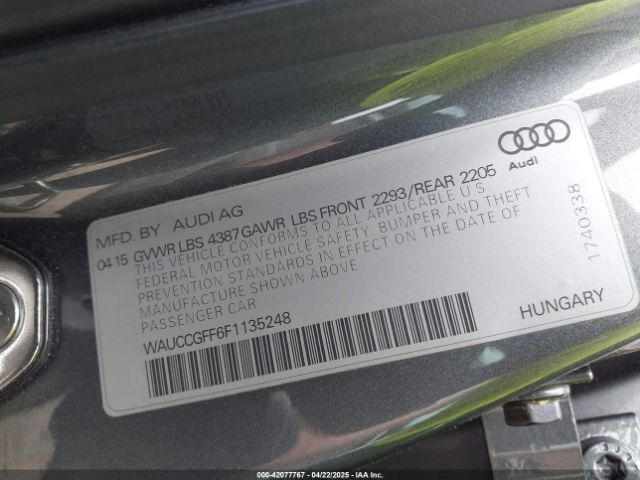 Audi
MFD. BY AUDI AG
0415 GVWR LBS 4387 GAWR LBS FRONT 2293/REAR 2205
THIS VEHICLE CONFORMS TO ALL APPLICABLE U.S.
FEDERAL MOTOR VEHICLE SAFETY, BUMPER AND THEFT
PREVENTION STANDARDS IN EFFECT ON THE DATE OF
MANUFACTURE SHOWN ABOVE
PASSENGER CAR
WAUCCGFF6F1135248
HUNGARY
1740338
000-42077767 - 04/22/2025 - IAA Inc.